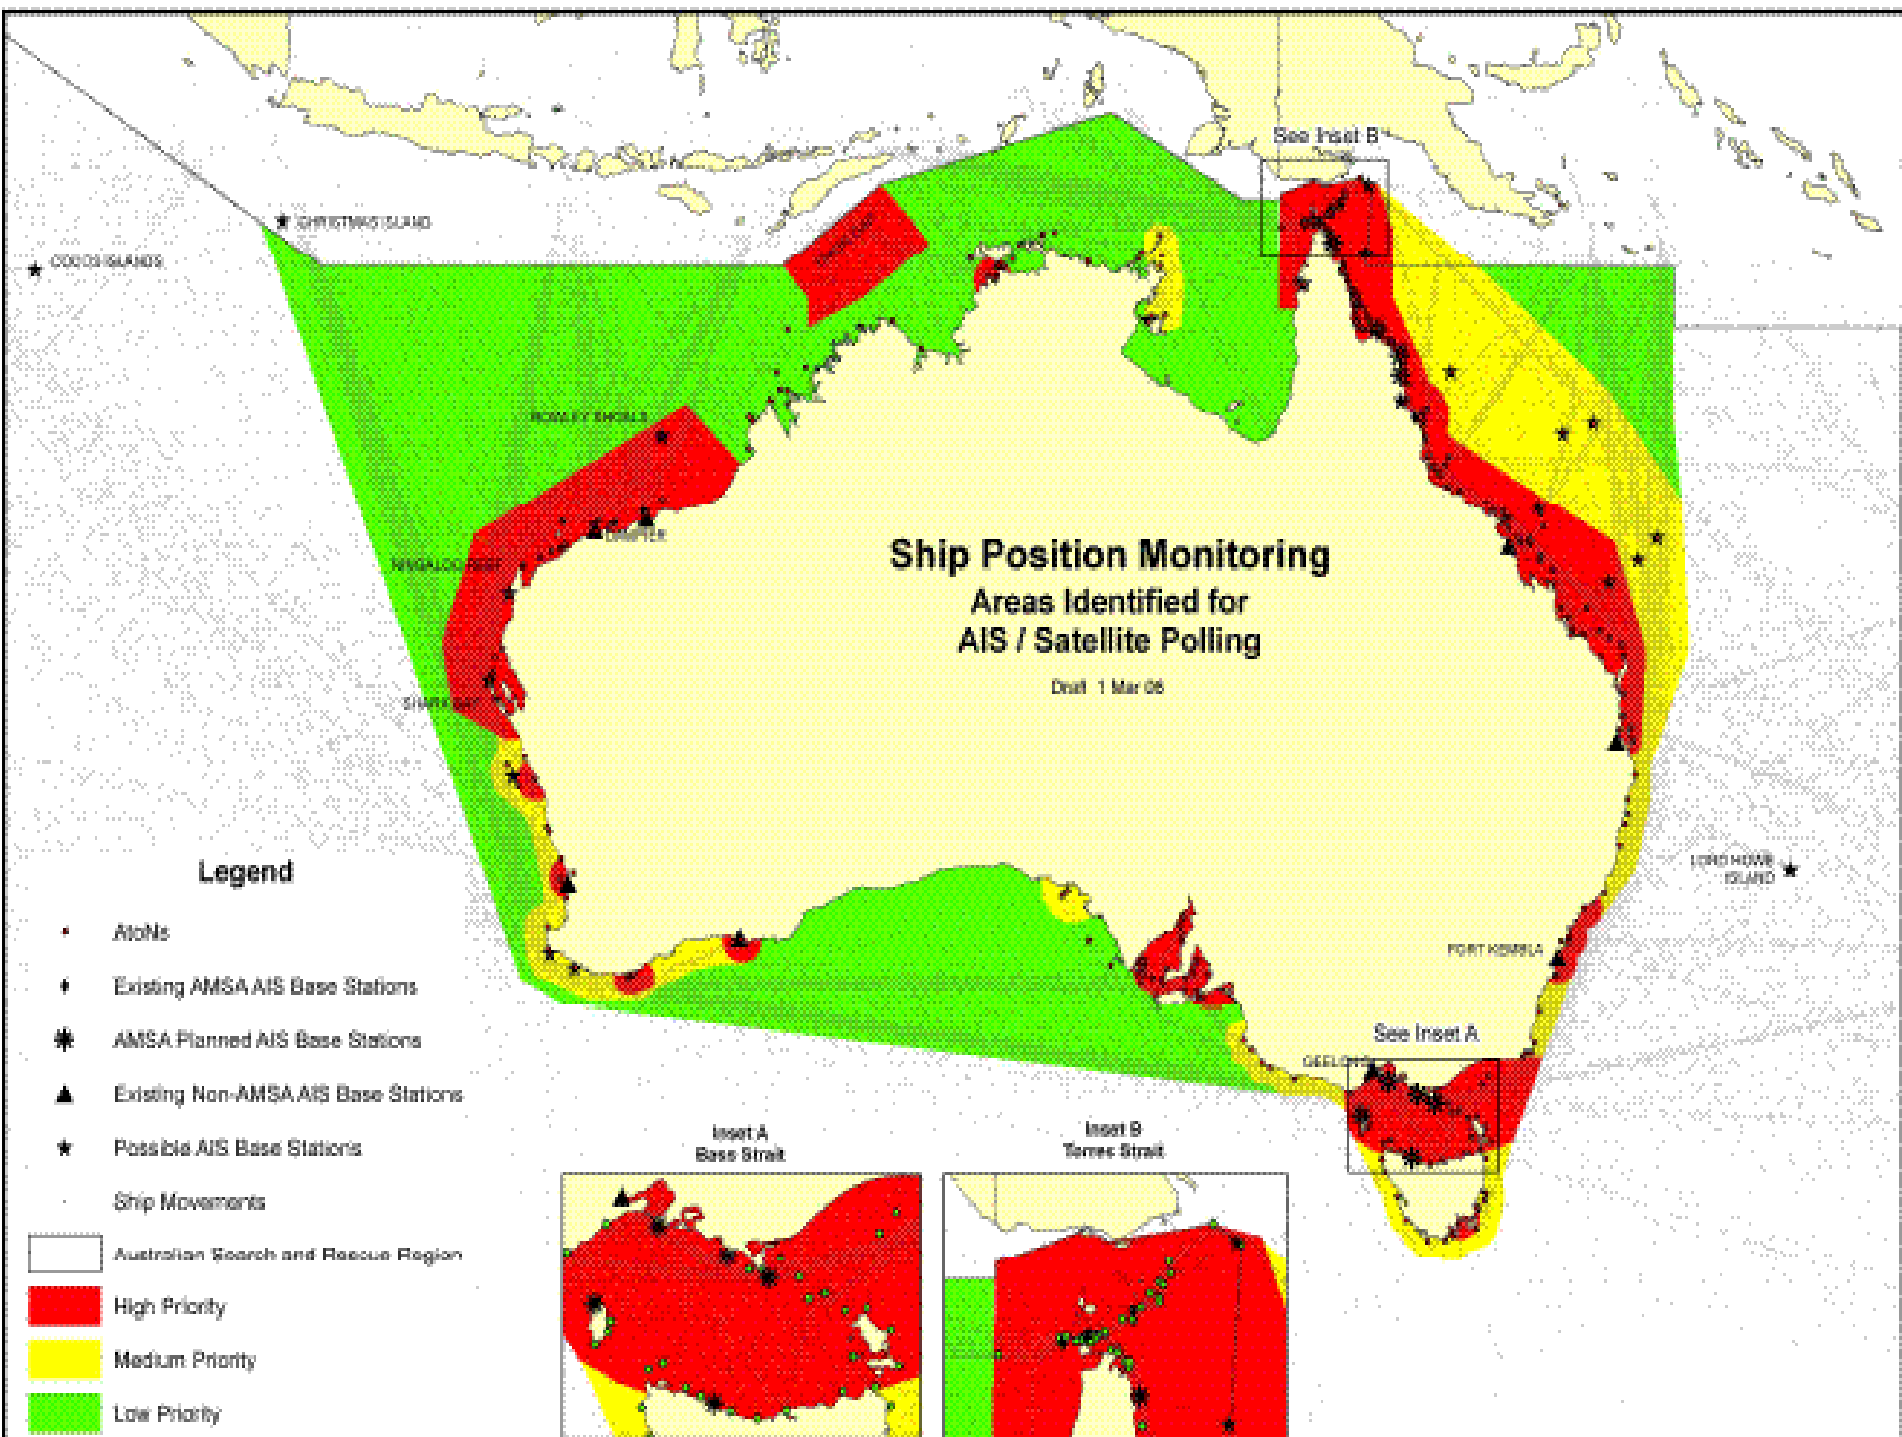 See Inset B
CHRISTMAS ISLAND
COCOS ISLANDS
ROWLEY SHOALS
Ship Position Monitoring
Areas Identified for
AIS / Satellite Polling
Draft 1 Mar 06
DAMPIER
NINGALOO REEF
SHARK BAY
LORD HOWE
ISLAND
PORT KEMBLA
See Inset A
GEELONG
Legend
AtoNs
Existing AMSA AIS Base Stations
AMSA Planned AIS Base Stations
Existing Non-AMSA AIS Base Stations
Possible AIS Base Stations
Ship Movements
Australian Search and Rescue Region
High Priority
Medium Priority
Low Priority
Inset A
Bass Strait
Inset B
Torres Strait